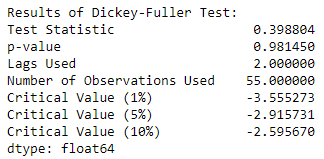 Results of Dickey-Fuller Test:
Test Statistic 0.398804
p-value 0.981450
Lags Used 2.000000
Number of Observations Used 55.000000
Critical Value (1%) -3.555273
Critical Value (5%) -2.915731
Critical Value (10%) -2.595670
dtype: float64